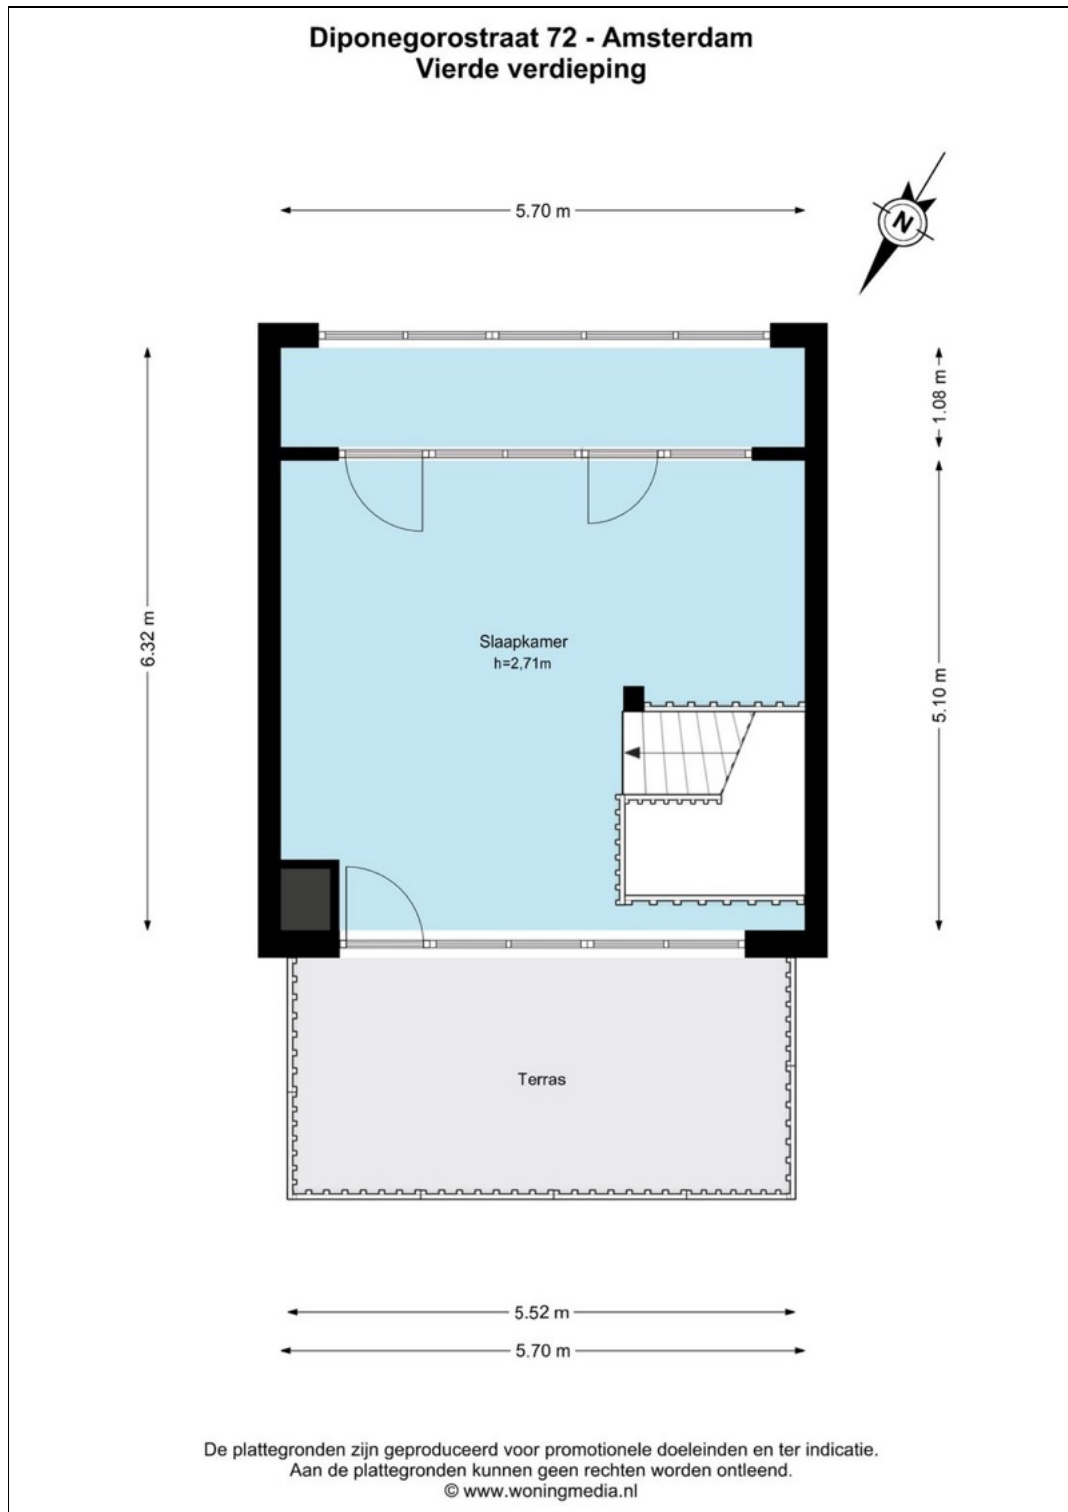 Diponegorostraat 72 - Amsterdam
Vierde verdieping
5.70 m
N
1.08 m
6.32 m
Slaapkamer
h=2,71m
5.10 m
Terras
5.52 m
5.70 m
De plattegronden zijn geproduceerd voor promotionele doeleinden en ter indicatie.
Aan de plattegronden kunnen geen rechten worden ontleend.
© www.woningmedia.nl